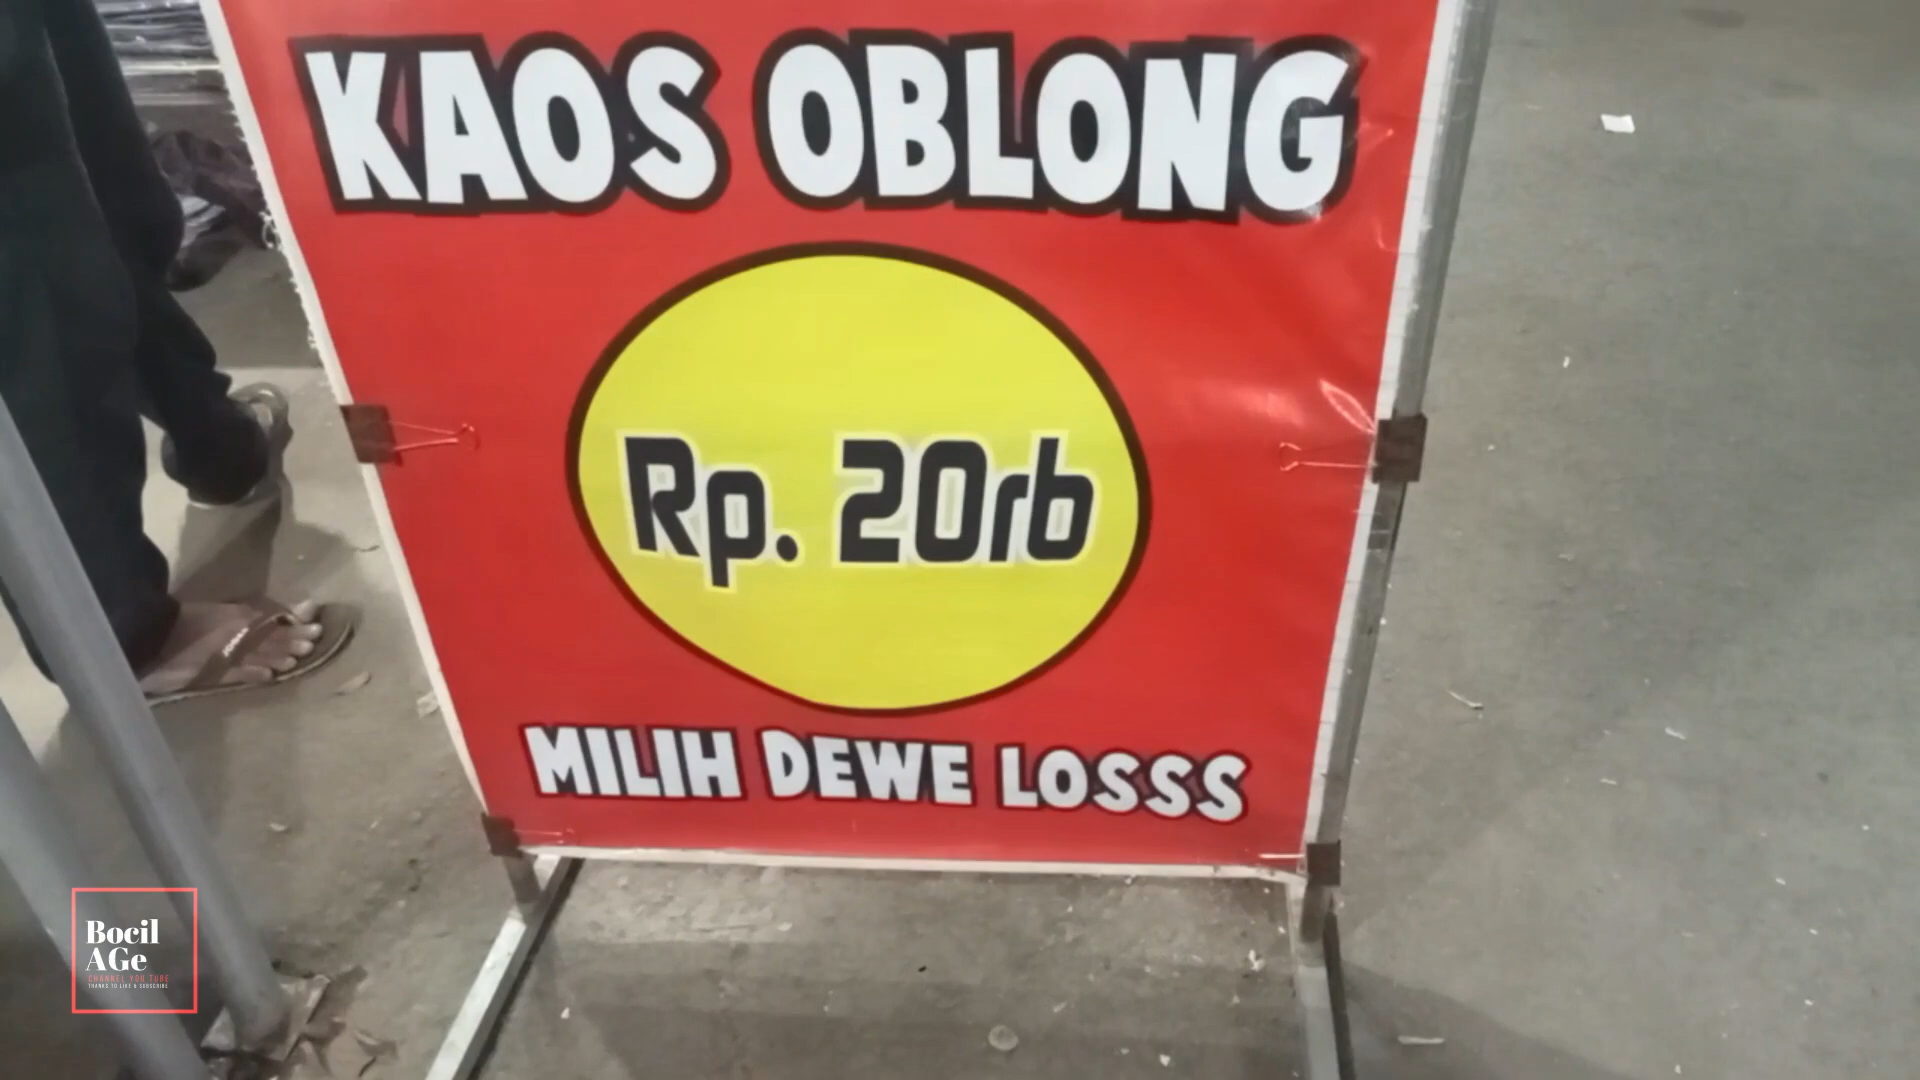 KAOS OBLONG
Rp. 20rb
MILIH DEWE LOSSS
Bocil
AGe
CHANNEL YOU TUBE
THANKS TO LIKE & SUBSCRIBE